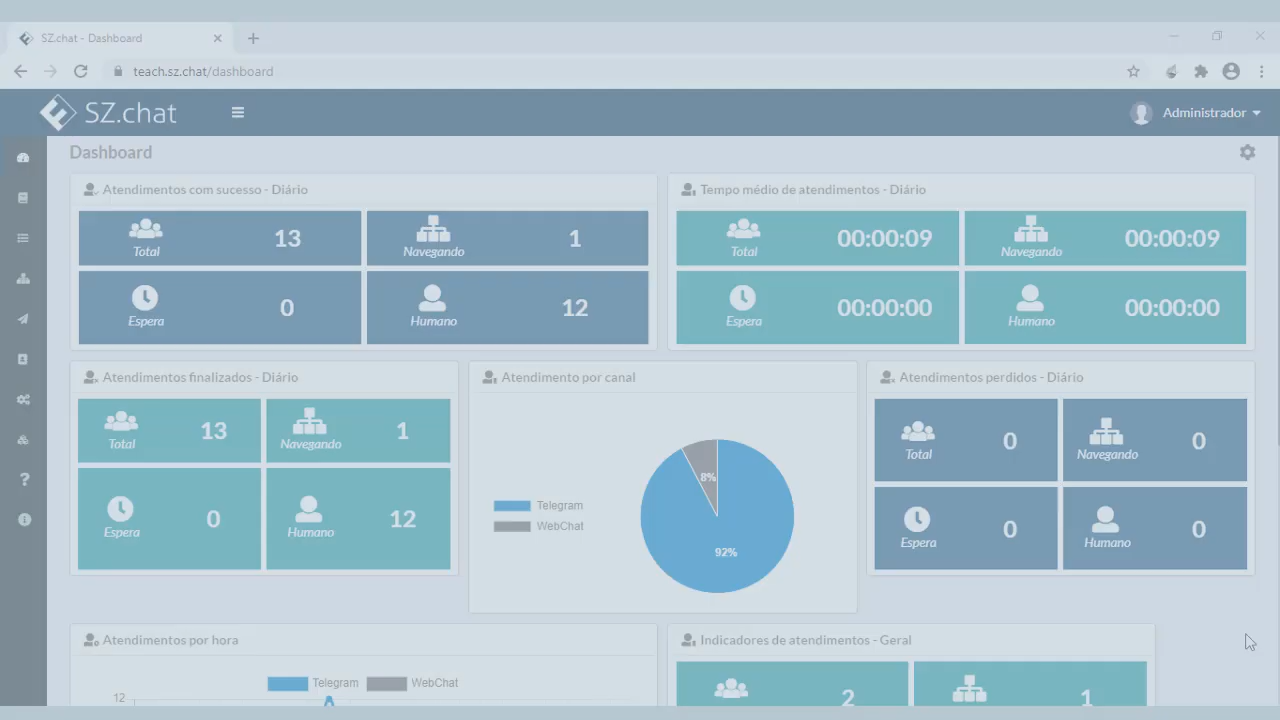 SZ.chat - Dashboard
teach.sz.chat/dashboard
SZ.chat
Administrador
Dashboard
Atendimentos com sucesso - Diário
Total
13
Navegando
1
Espera
0
Humano
12
Tempo médio de atendimentos - Diário
Total
00:00:09
Navegando
00:00:09
Espera
00:00:00
Humano
00:00:00
Atendimentos finalizados - Diário
Total
13
Navegando
1
Espera
0
Humano
12
Atendimento por canal
Telegram
WebChat
8%
92%
Atendimentos perdidos - Diário
Total
0
Navegando
0
Espera
0
Humano
0
Atendimentos por hora
Telegram
WebChat
12
Indicadores de atendimentos - Geral
2
1